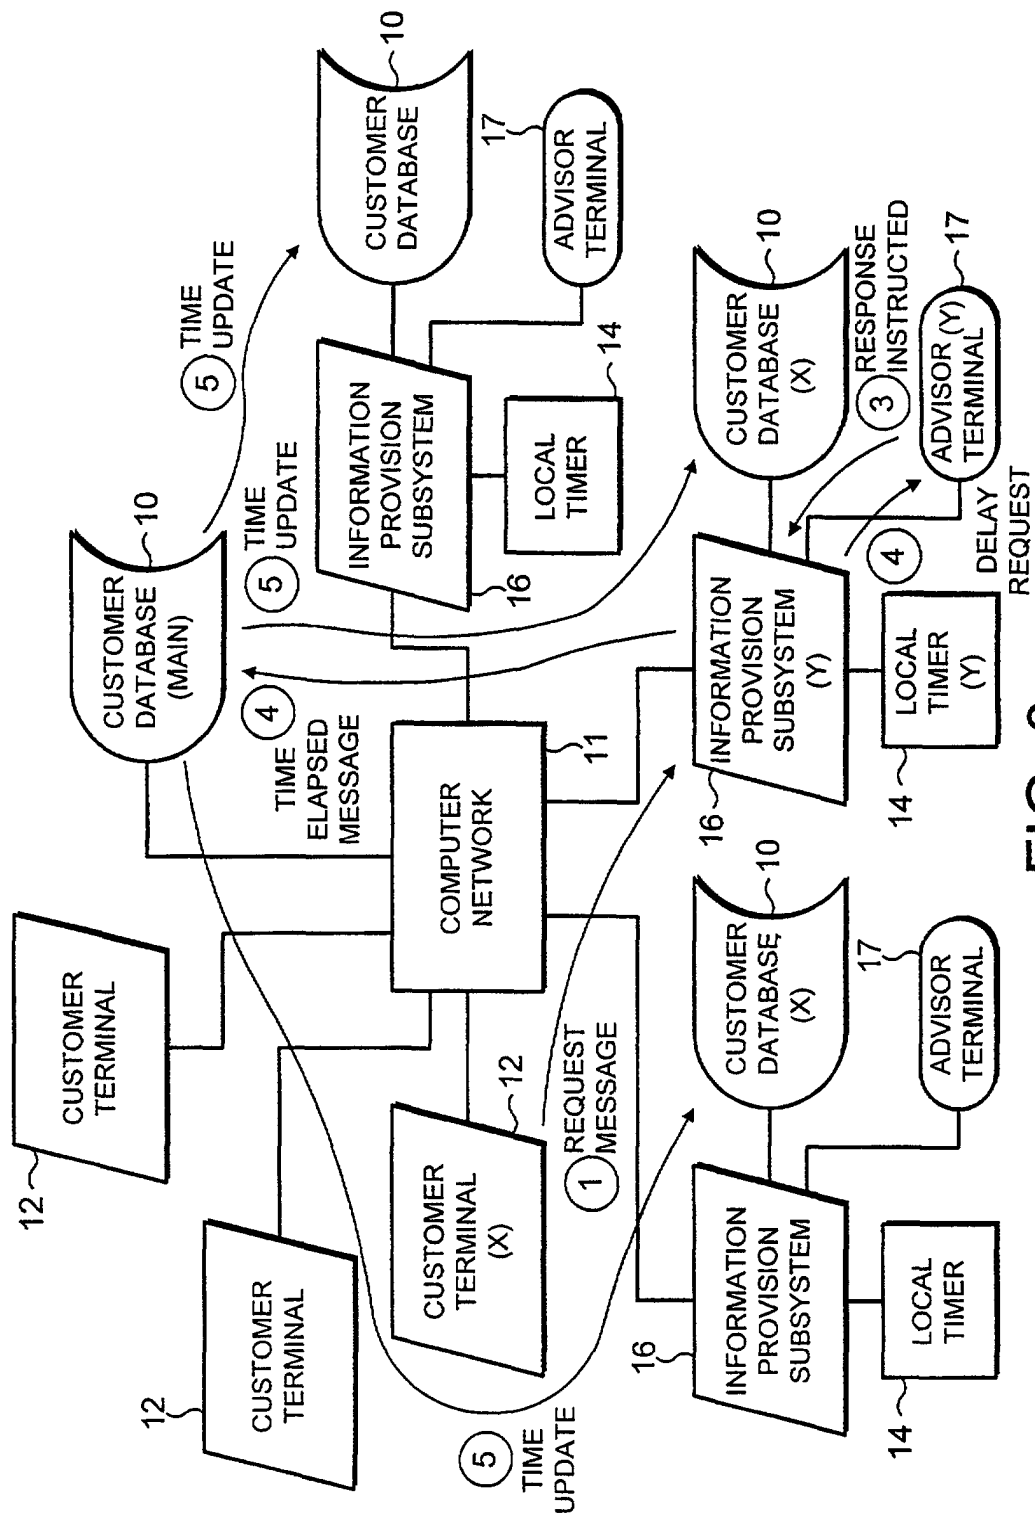 12
CUSTOMER
TERMINAL
12
CUSTOMER
TERMINAL
CUSTOMER
DATABASE
(MAIN)
10
5
TIME
UPDATE
5
TIME
UPDATE
CUSTOMER
TERMINAL
(X)
12
1
REQUEST
MESSAGE
COMPUTER
NETWORK
11
4
TIME
ELAPSED
MESSAGE
5
TIME
UPDATE
INFORMATION
PROVISION
SUBSYSTEM
16
CUSTOMER
DATABASE
10
LOCAL
TIMER
14
ADVISOR
TERMINAL
17
16
INFORMATION
PROVISION
SUBSYSTEM
CUSTOMER
DATABASE
(X)
10
14
LOCAL
TIMER
17
ADVISOR
TERMINAL
16
INFORMATION
PROVISION
SUBSYSTEM
(Y)
CUSTOMER
DATABASE
(X)
10
3
RESPONSE
INSTRUCTED
4
DELAY
REQUEST
14
LOCAL
TIMER
(Y)
ADVISOR (Y)
TERMINAL
17
FIG.